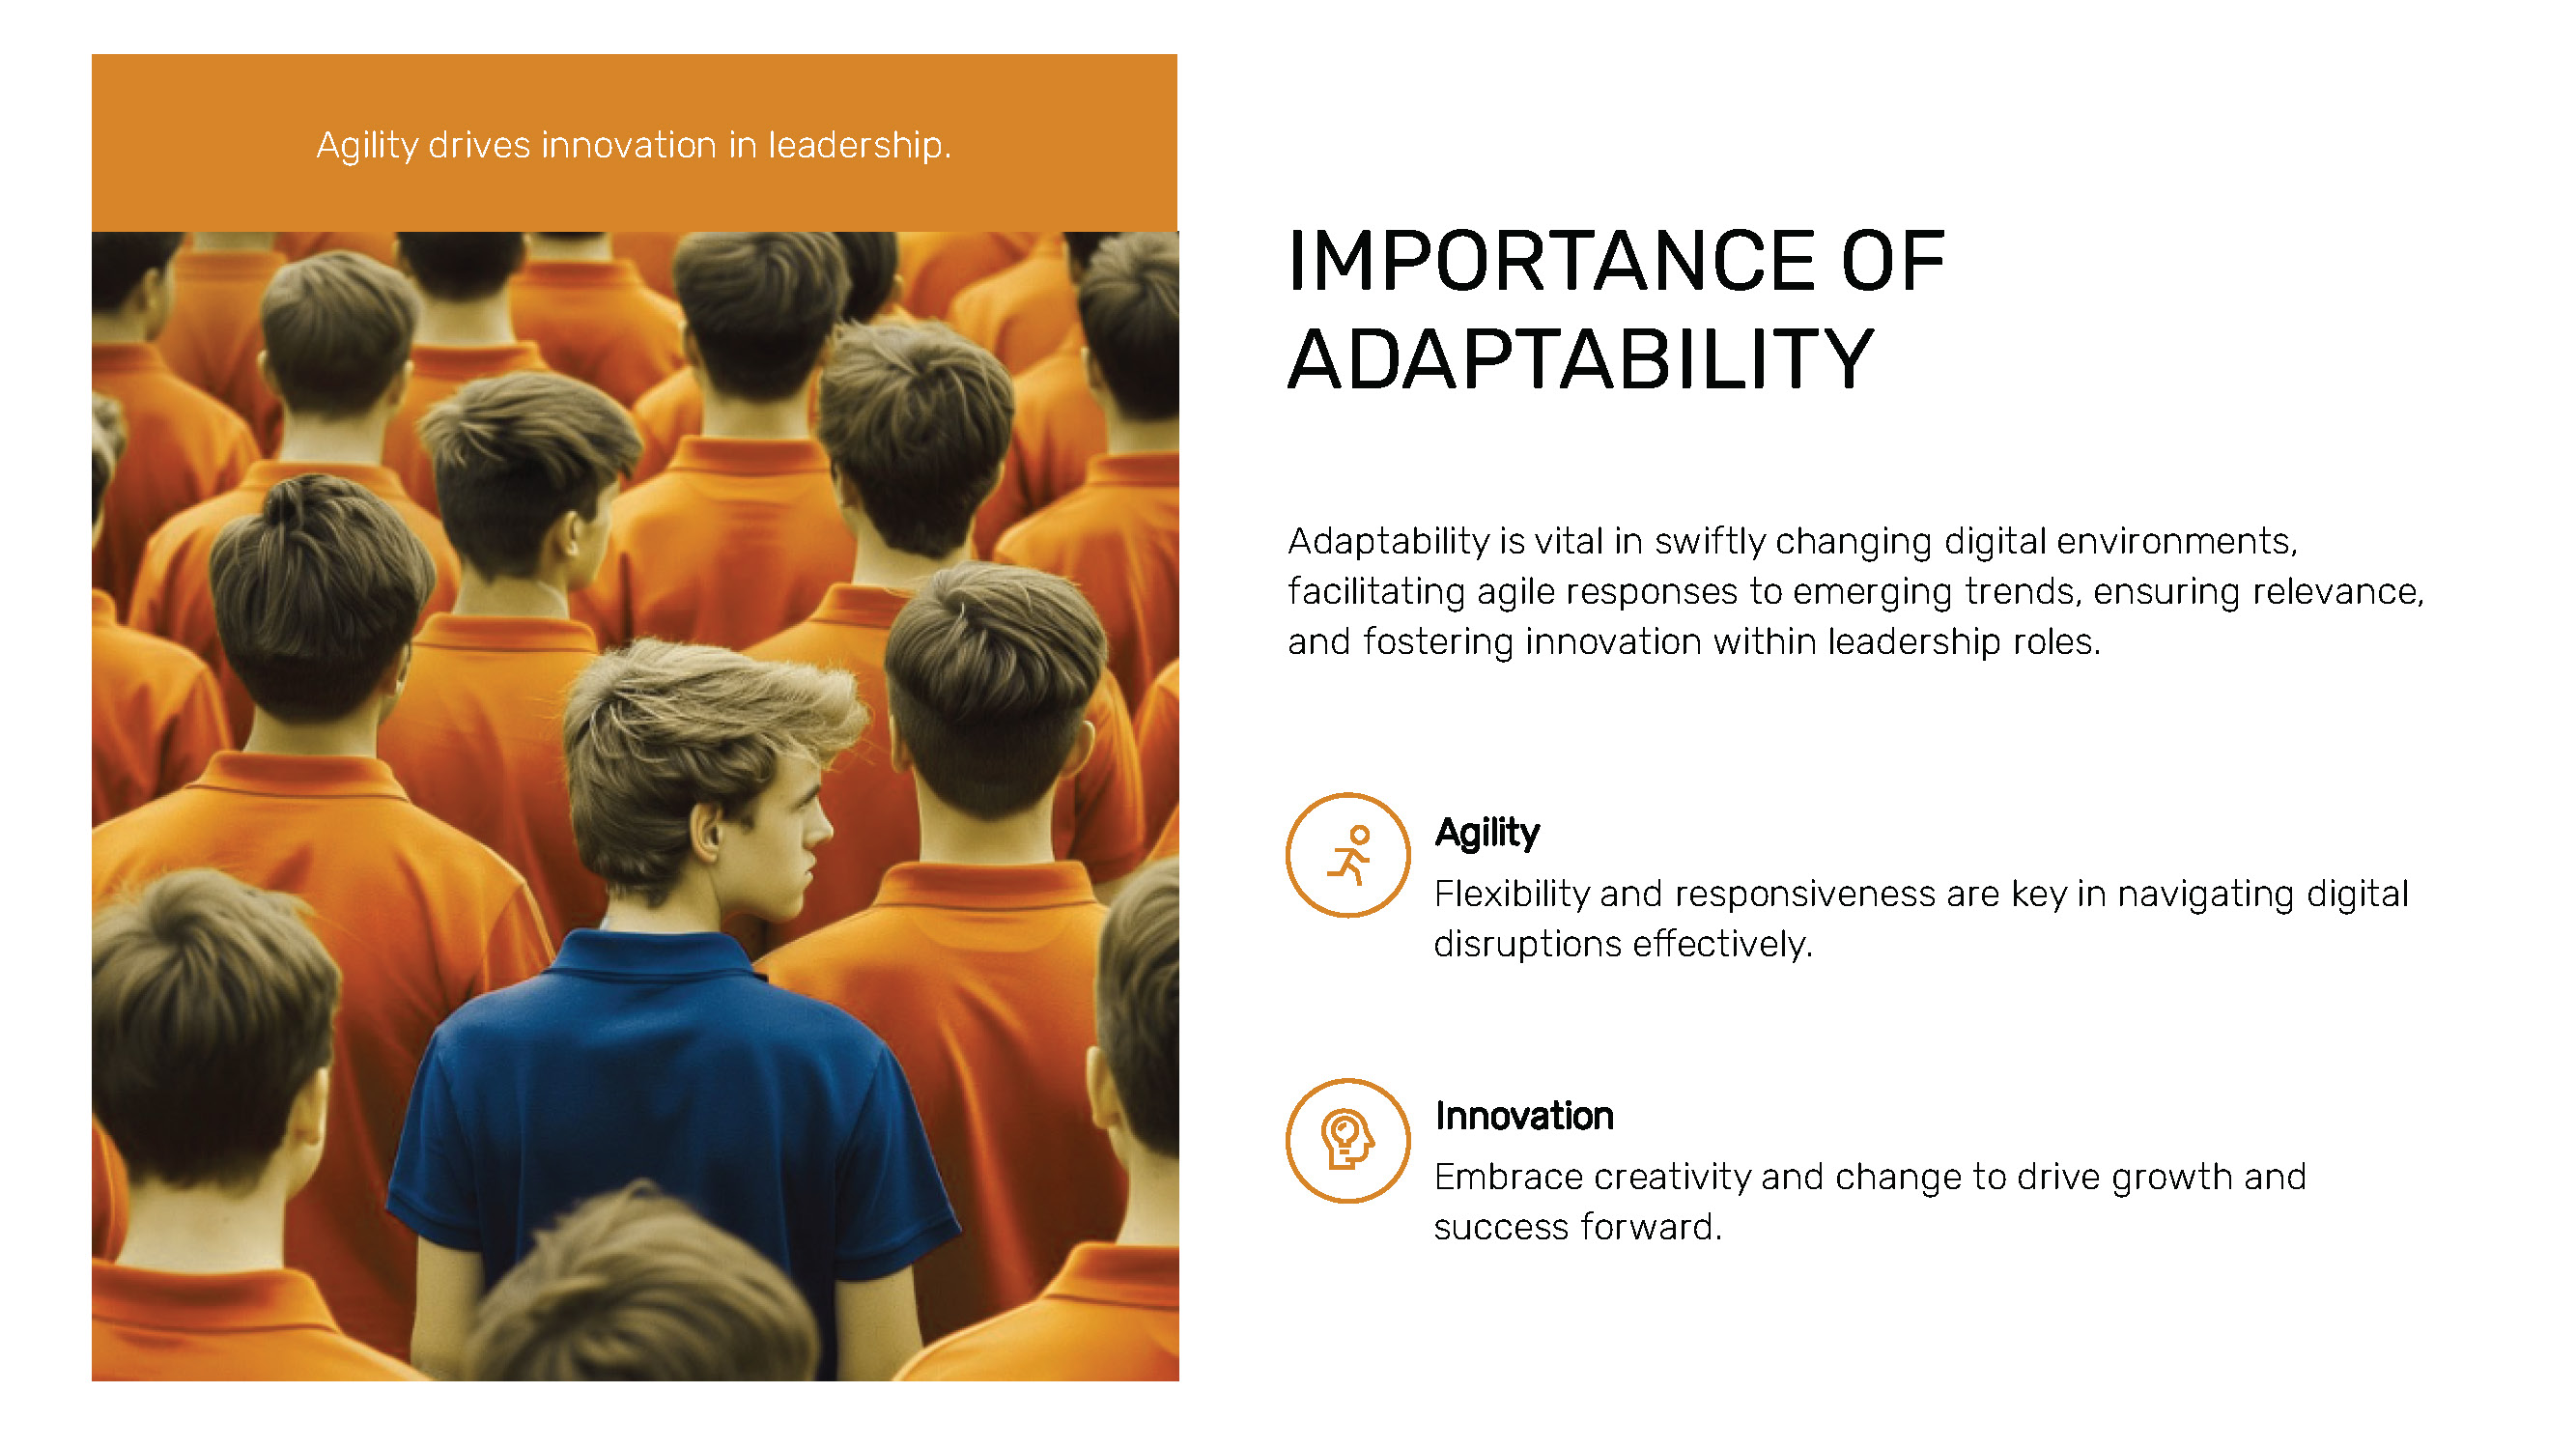 Agility drives innovation in leadership.
IMPORTANCE OF
ADAPTABILITY
Adaptability is vital in swiftly changing digital environments,
facilitating agile responses to emerging trends, ensuring relevance,
and fostering innovation within leadership roles.
Agility
Flexibility and responsiveness are key in navigating digital
disruptions effectively.
Innovation
Embrace creativity and change to drive growth and
success forward.